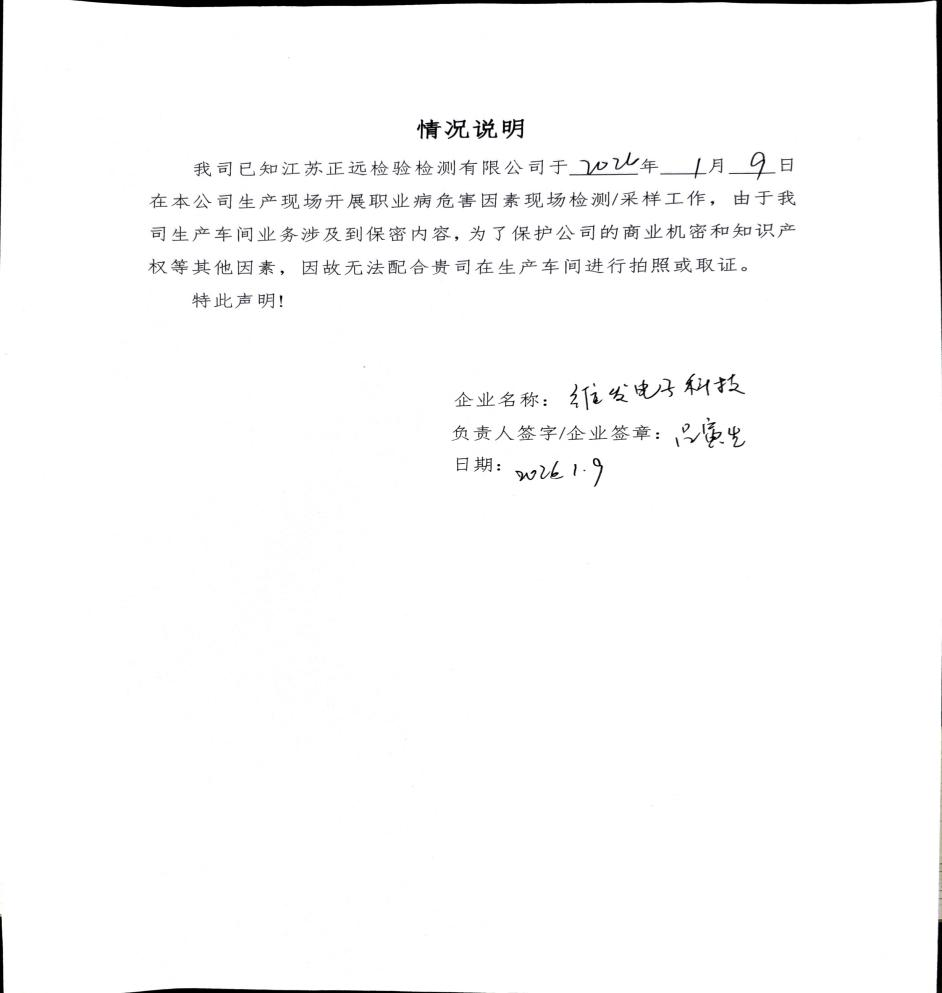 情况说明
我司已知江苏正远检验检测有限公司于 2026 年 1 月 9 日
在本公司生产现场开展职业病危害因素现场检测/采样工作，由于我
司生产车间业务涉及到保密内容，为了保护公司的商业机密和知识产
权等其他因素，因故无法配合贵司在生产车间进行拍照或取证。
特此声明!
企业名称：维发电子科技
负责人签字/企业签章：吕寅生
日期：2026.1.9